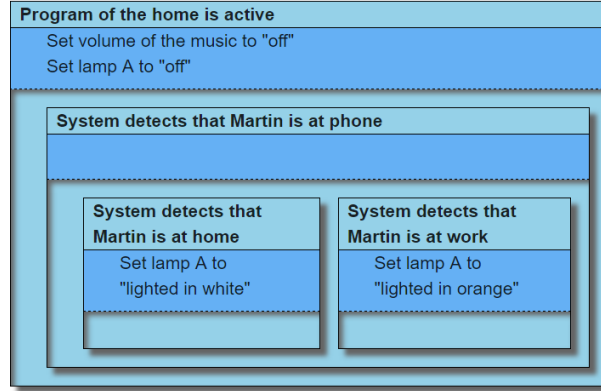 Program of the home is active
Set volume of the music to "off"
Set lamp A to "off"
System detects that Martin is at phone
System detects that
Martin is at home
Set lamp A to
"lighted in white"
System detects that
Martin is at work
Set lamp A to
"lighted in orange"